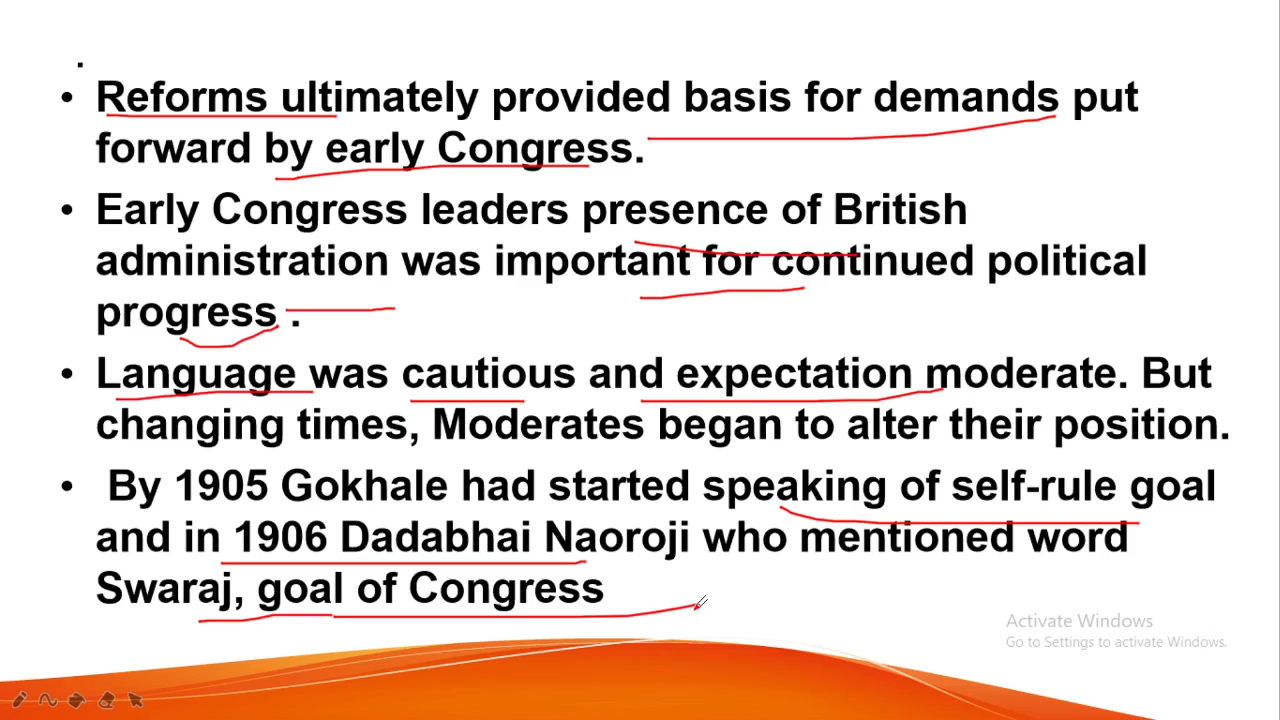 .
• Reforms ultimately provided basis for demands put
forward by early Congress.
• Early Congress leaders presence of British
administration was important for continued political
progress .
• Language was cautious and expectation moderate. But
changing times, Moderates began to alter their position.
• By 1905 Gokhale had started speaking of self-rule goal
and in 1906 Dadabhai Naoroji who mentioned word
Swaraj, goal of Congress
Activate Windows
Go to Settings to activate Windows.